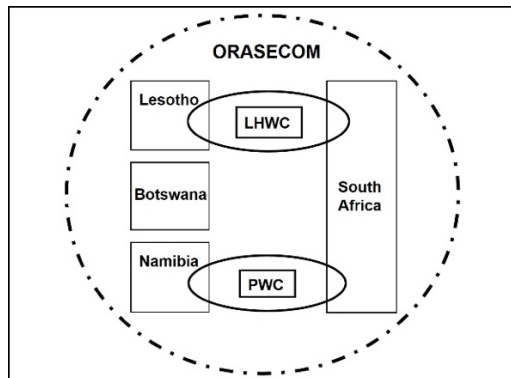 ORASECOM
Lesotho
LHWC
Botswana
South
Africa
Namibia
PWC